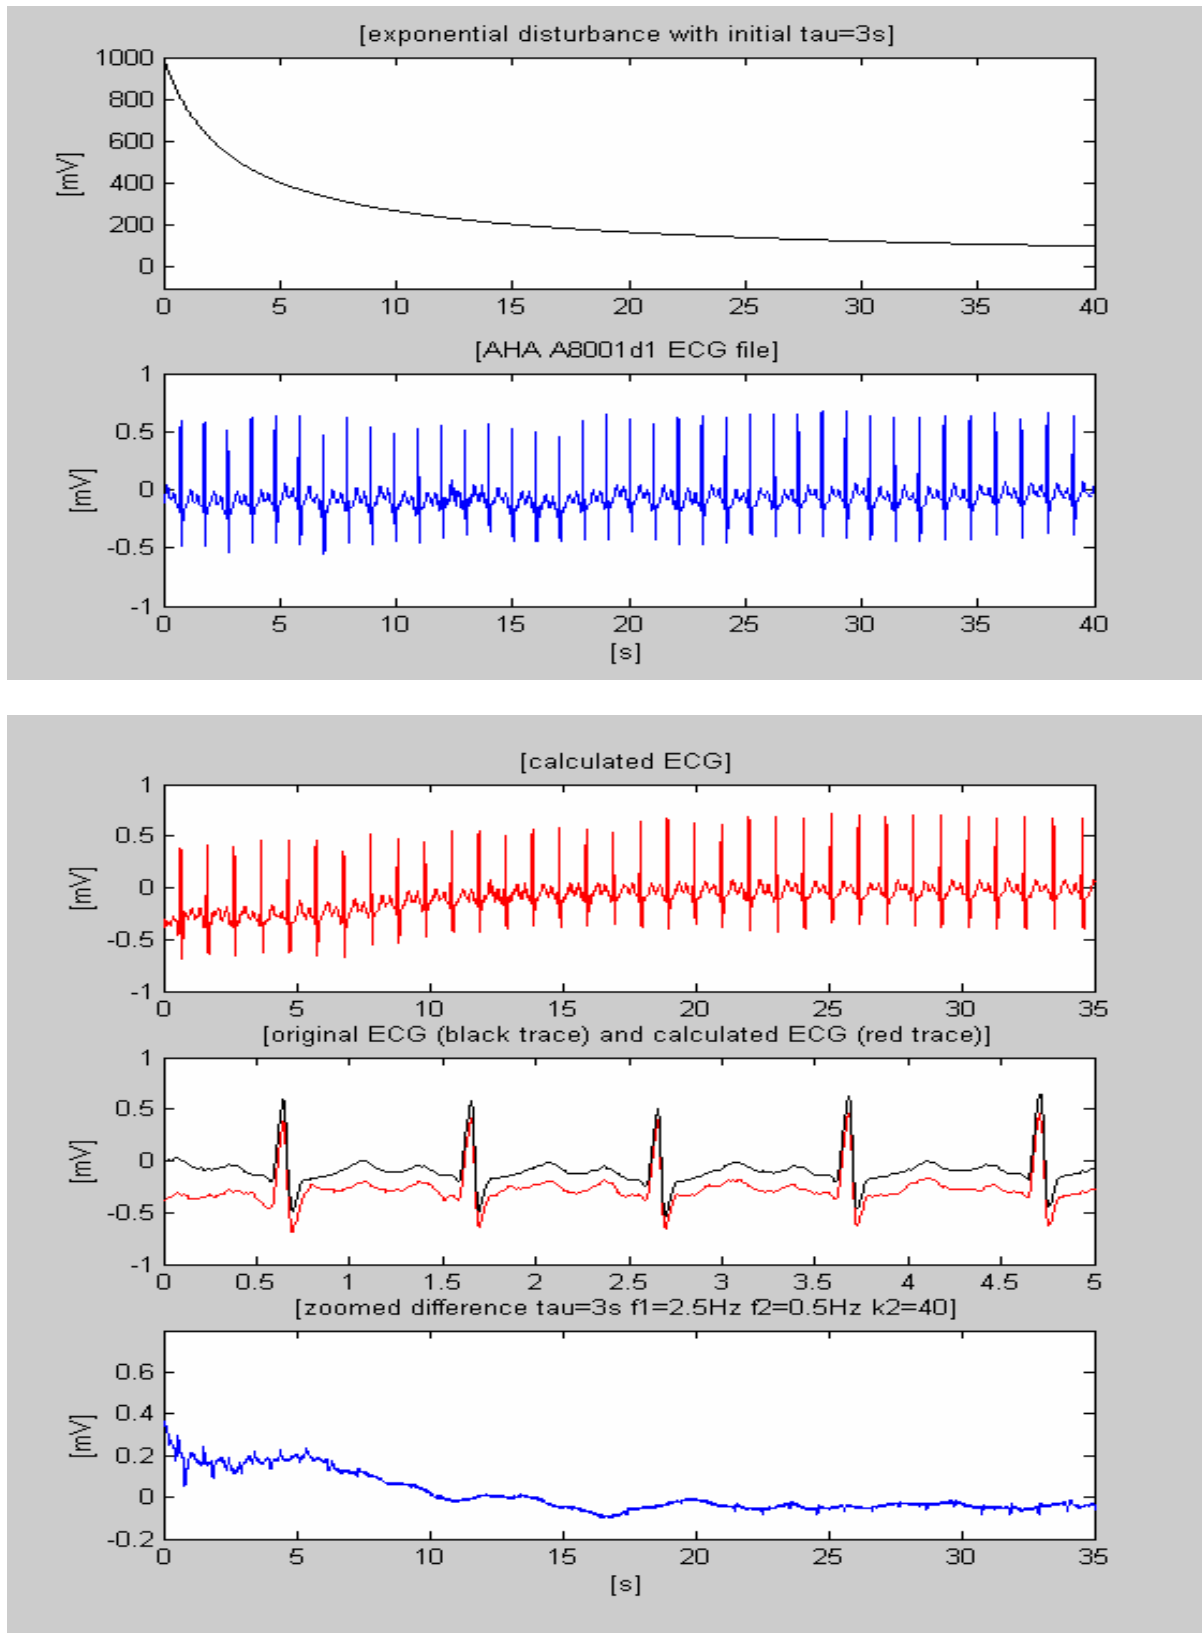 [exponential disturbance with initial tau=3s]
1000
800
600
400
200
0
[mV]
0 5 10 15 20 25 30 35 40
[AHA A8001d1 ECG file]
1
0.5
0
-0.5
-1
[mV]
0 5 10 15 20 25 30 35 40
[s]
[calculated ECG]
1
0.5
0
-0.5
-1
[mV]
0 5 10 15 20 25 30 35
[original ECG (black trace) and calculated ECG (red trace)]
1
0.5
0
-0.5
-1
[mV]
0 0.5 1 1.5 2 2.5 3 3.5 4 4.5 5
[zoomed difference tau=3s f1=2.5Hz f2=0.5Hz k2=40]
0.6
0.4
0.2
0
-0.2
[mV]
0 5 10 15 20 25 30 35
[s]